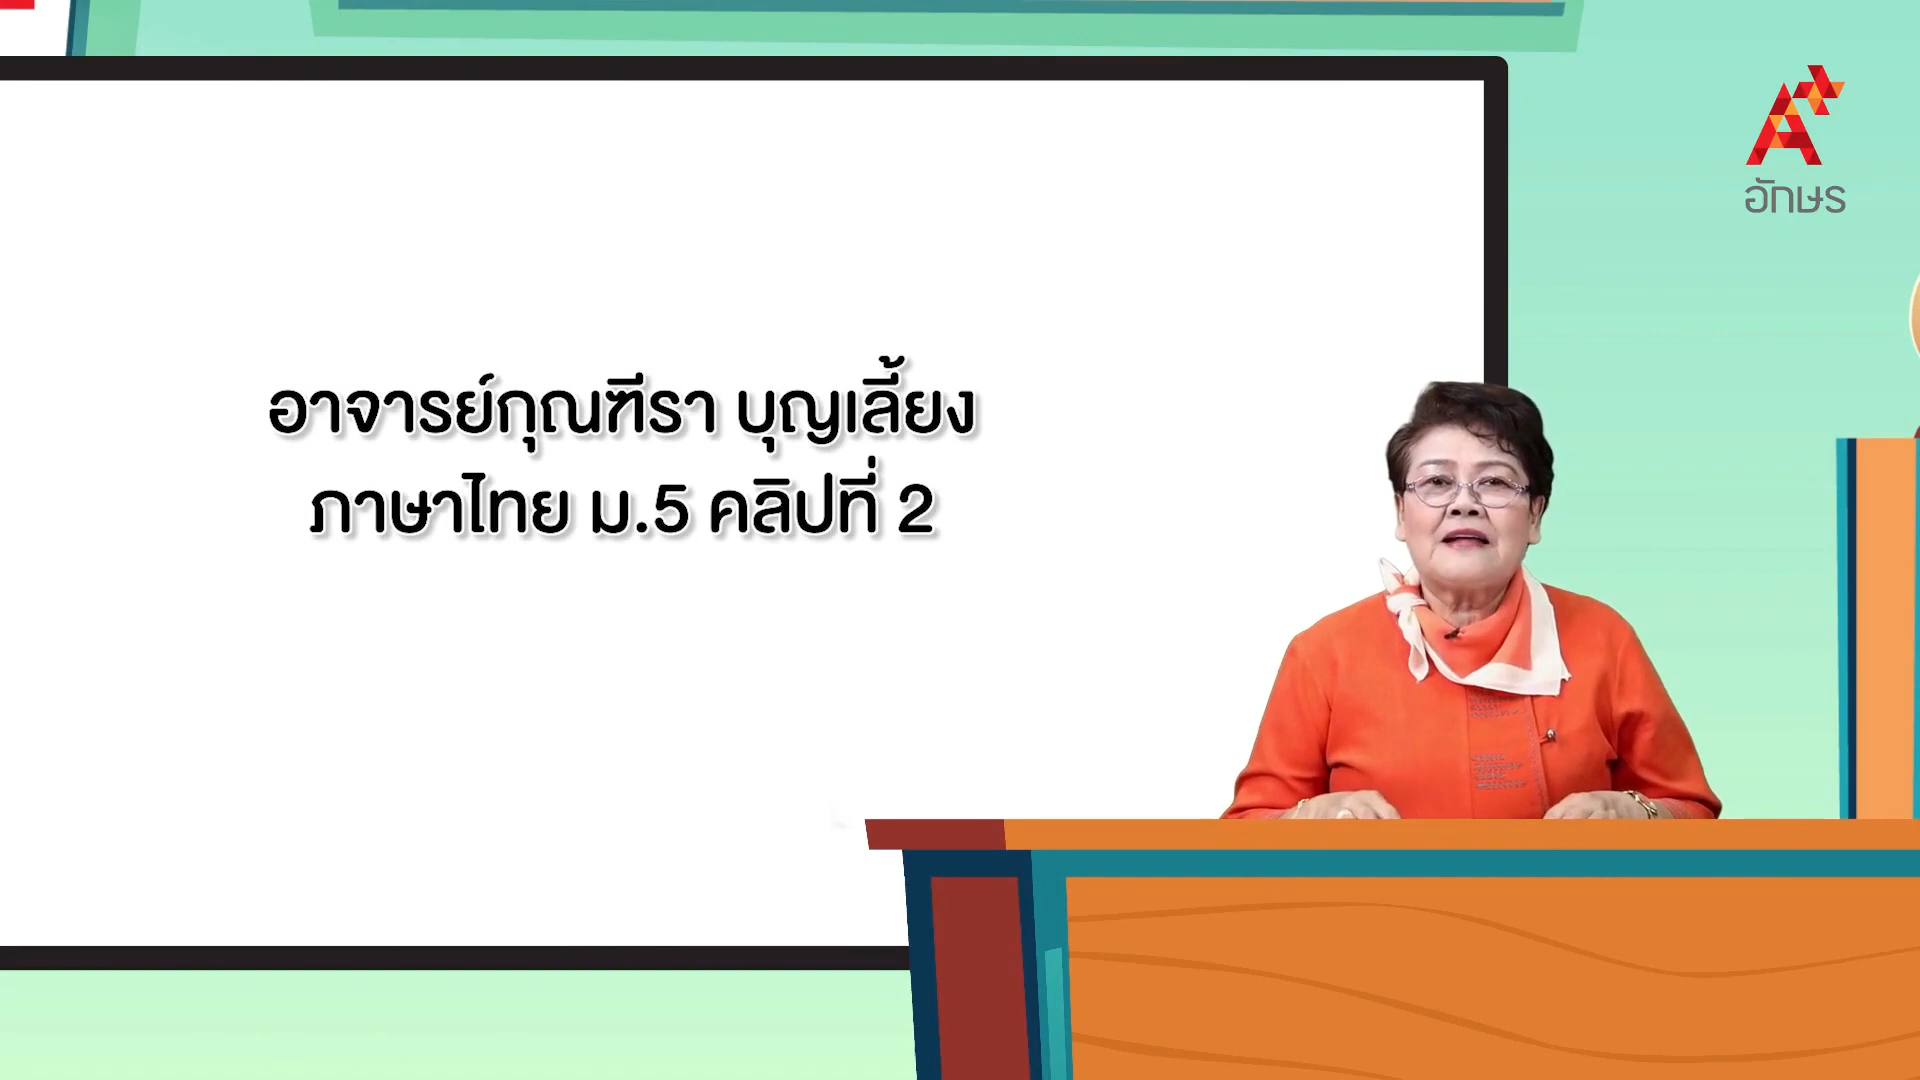 อาจารย์กุณฑีรา บุญเลี้ยง
ภาษาไทย ม.5 คลิปที่ 2
อักษร